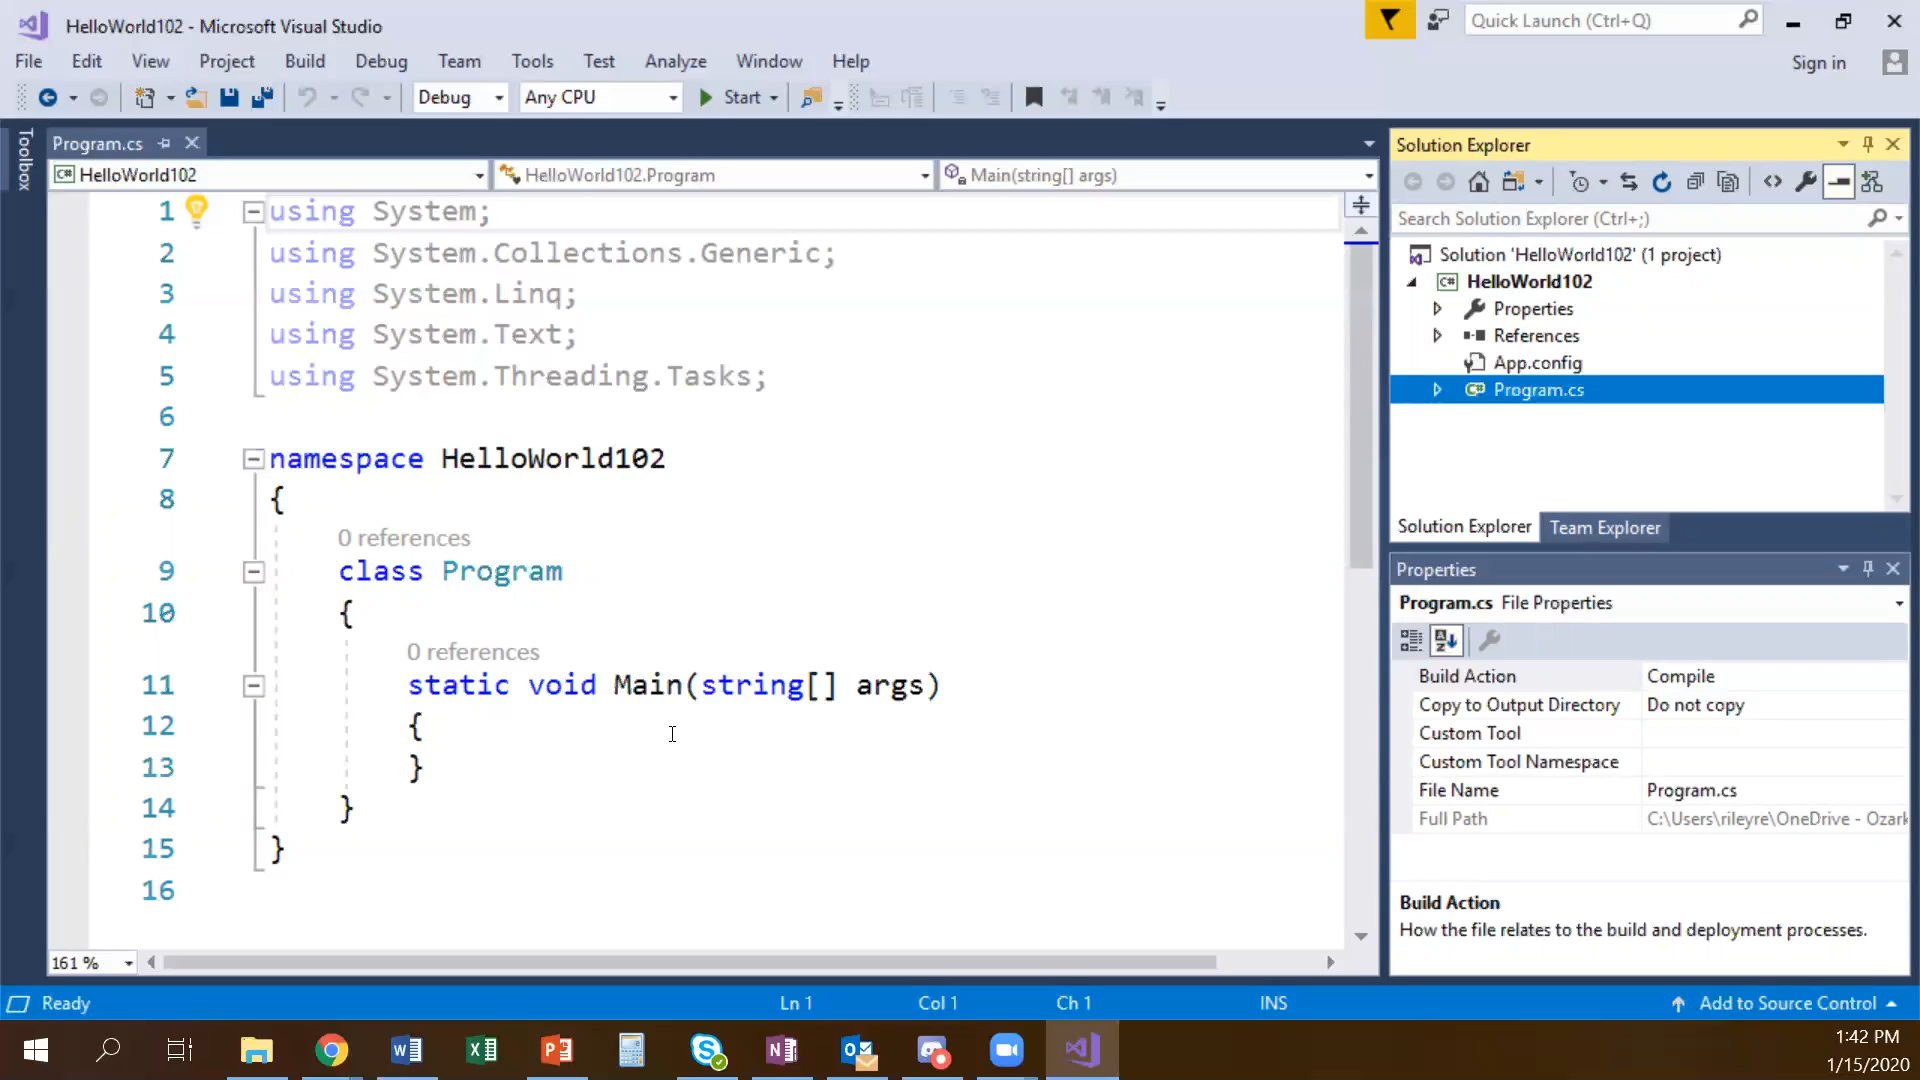 HelloWorld102 - Microsoft Visual Studio
Quick Launch (Ctrl+Q)
File Edit View Project Build Debug Team Tools Test Analyze Window Help
Sign in
Debug Any CPU Start
Toolbox
Program.cs
HelloWorld102 HelloWorld102.Program Main(string[] args)
1 using System;
2 using System.Collections.Generic;
3 using System.Linq;
4 using System.Text;
5 using System.Threading.Tasks;
6
7 namespace HelloWorld102
8 {
0 references
9 class Program
10 {
0 references
11 static void Main(string[] args)
12 {
13 }
14 }
15 }
16
161 %
Solution Explorer
Search Solution Explorer (Ctrl+;)
Solution 'HelloWorld102' (1 project)
C# HelloWorld102
Properties
References
App.config
C# Program.cs
Solution Explorer Team Explorer
Properties
Program.cs File Properties
Build Action Compile
Copy to Output Directory Do not copy
Custom Tool
Custom Tool Namespace
File Name Program.cs
Full Path C:\Users\rileyre\OneDrive - Ozark
Build Action
How the file relates to the build and deployment processes.
Ready Ln 1 Col 1 Ch 1 INS Add to Source Control
1:42 PM
1/15/2020